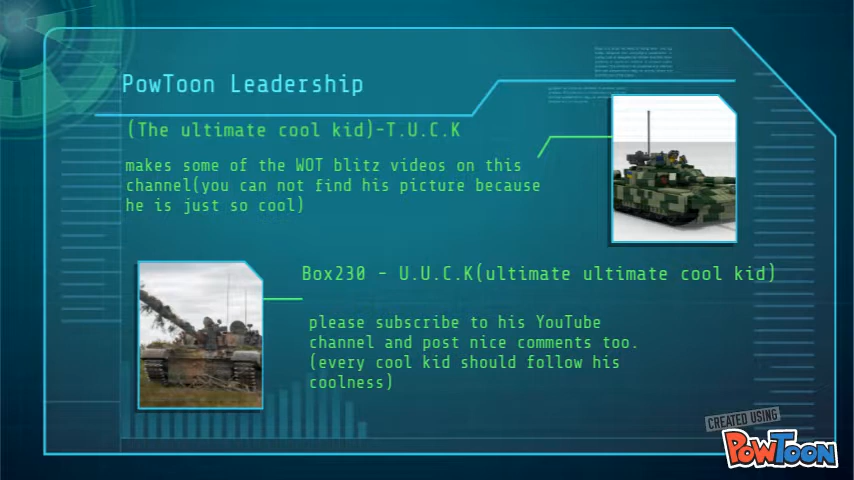 PowToon Leadership
(The ultimate cool kid)-T.U.C.K
makes some of the WOT blitz videos on this
channel(you can not find his picture because
he is just so cool)
Box230 - U.U.C.K(ultimate ultimate cool kid)
please subscribe to his YouTube
channel and post nice comments too.
(every cool kid should follow his
coolness)
CREATED USING
PowToon